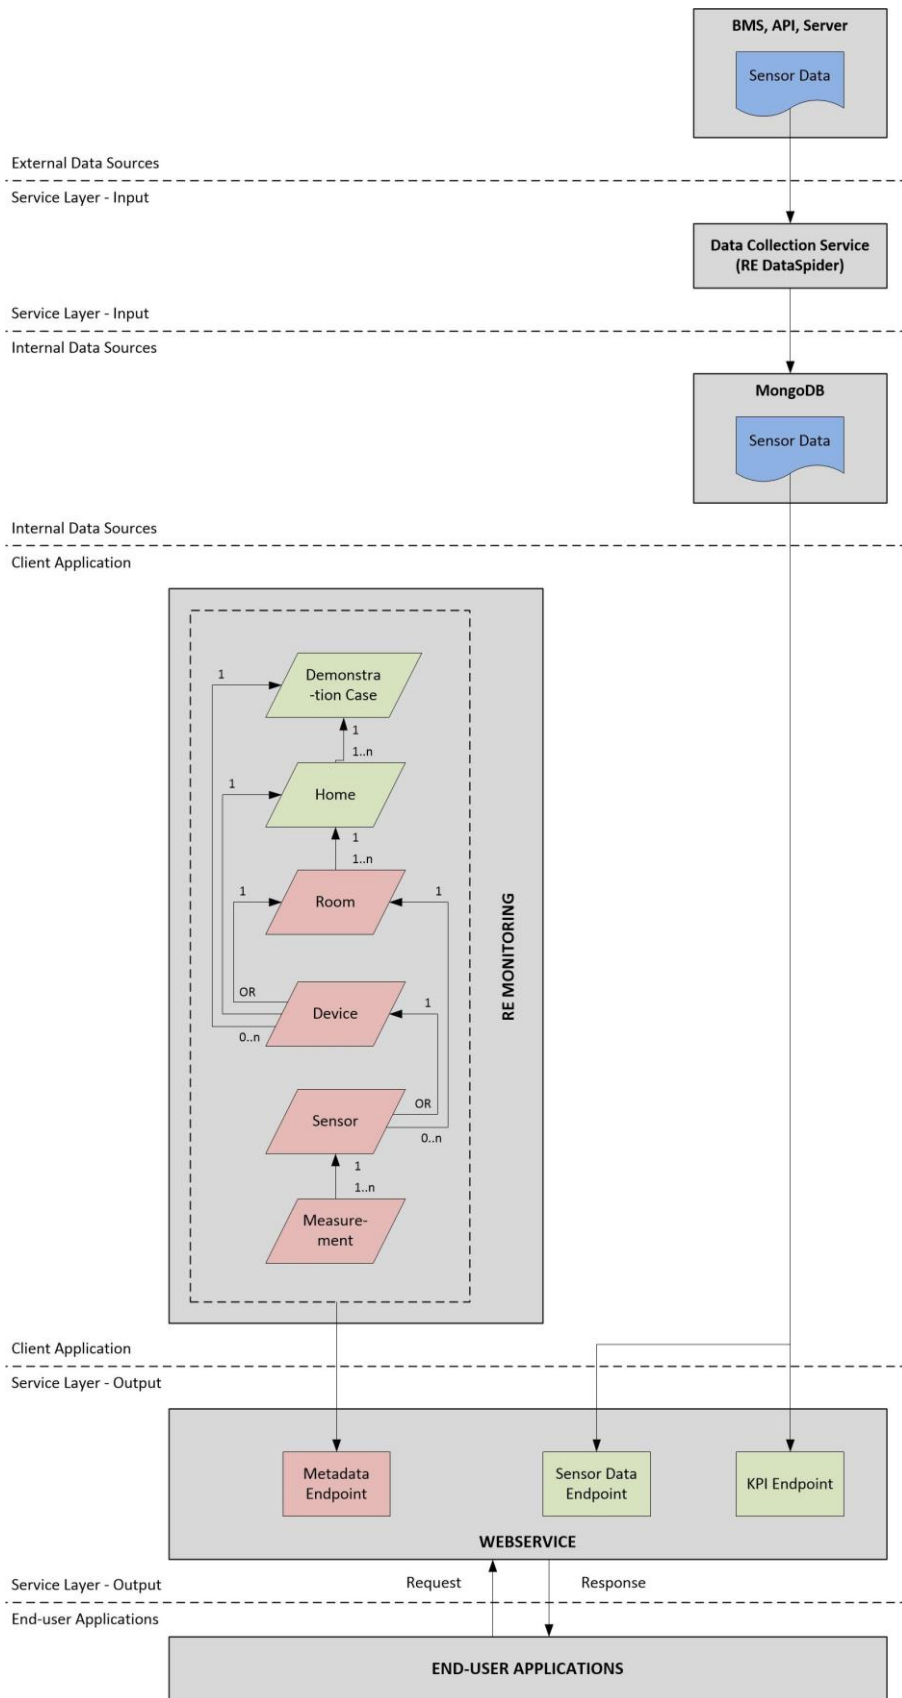 BMS, API, Server
Sensor Data
External Data Sources
Service Layer - Input
Data Collection Service
(RE DataSpider)
Service Layer - Input
Internal Data Sources
MongoDB
Sensor Data
Internal Data Sources
Client Application
Demonstra
-tion Case
1
1
1..n
Home
1
1
1..n
Room
1
1
OR
Device
1
0..n
Sensor
OR
0..n
1
1..n
Measure-
ment
RE MONITORING
Client Application
Service Layer - Output
Metadata
Endpoint
Sensor Data
Endpoint
KPI Endpoint
WEBSERVICE
Service Layer - Output
Request
Response
End-user Applications
END-USER APPLICATIONS